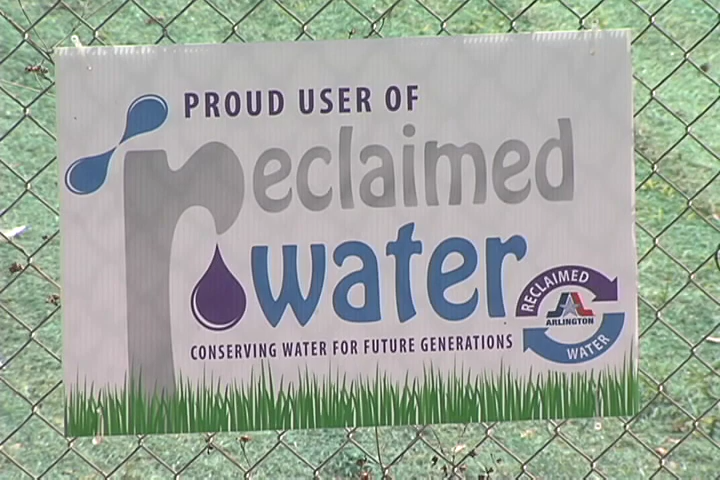 PROUD USER OF
reclaimed
water
CONSERVING WATER FOR FUTURE GENERATIONS
RECLAIMED
ARLINGTON
WATER